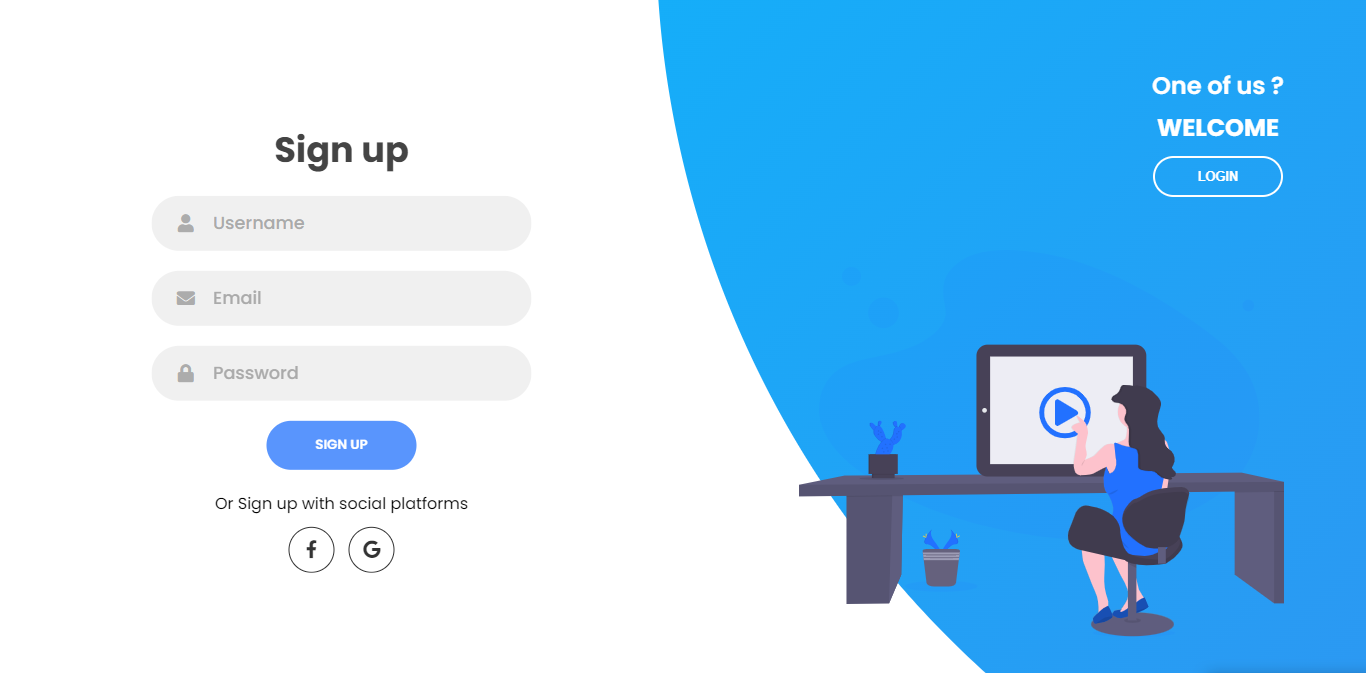 Sign up
Username
Email
Password
SIGN UP
Or Sign up with social platforms
One of us ?
WELCOME
LOGIN